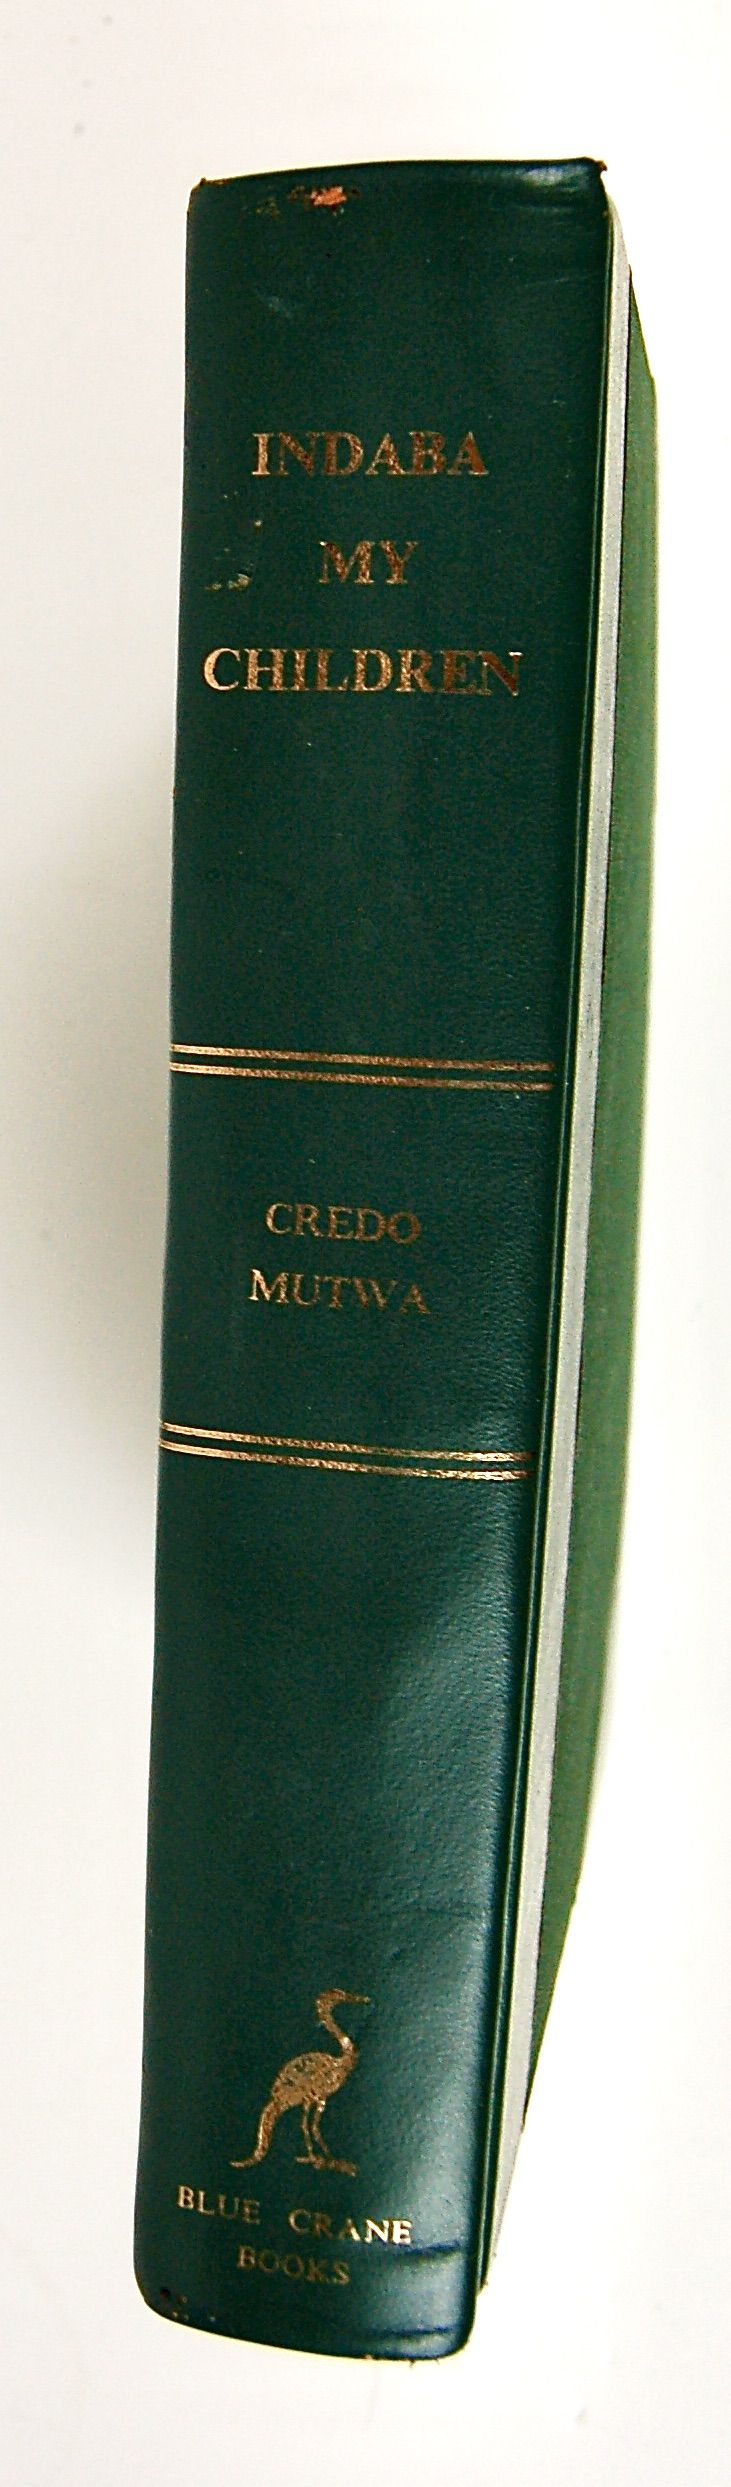 INDABA
MY
CHILDREN
CREDO
MUTWA
BLUE CRANE
BOOKS